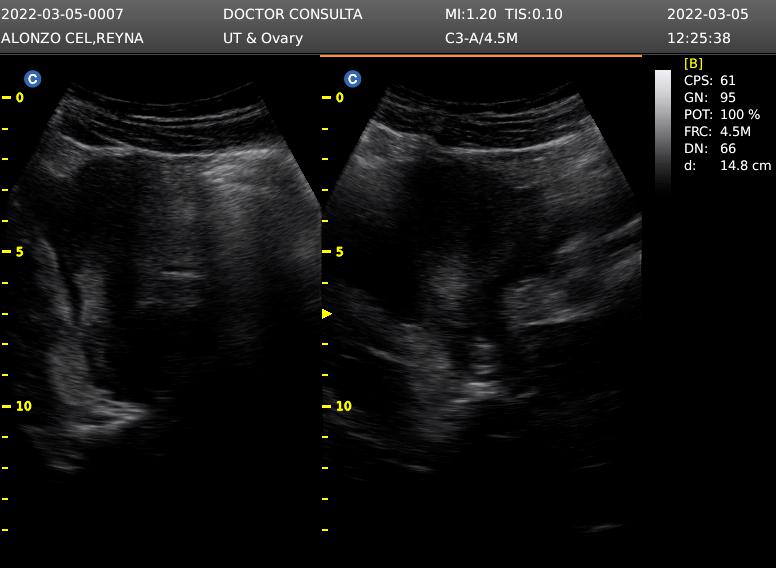 2022-03-05-0007 DOCTOR CONSULTA MI:1.20 TIS:0.10 2022-03-05
ALONZO CEL,REYNA UT & Ovary C3-A/4.5M 12:25:38
[B]
CPS: 61
GN: 95
POT: 100 %
FRC: 4.5M
DN: 66
d: 14.8 cm
C
C
0
5
10
0
5
10